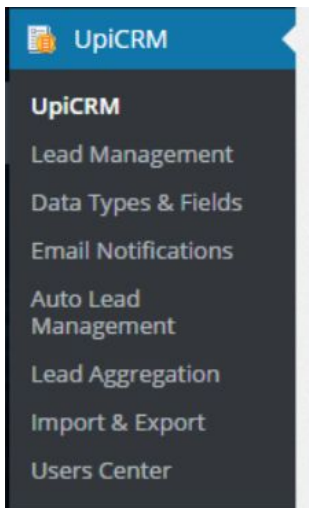 UpiCRM
UpiCRM
Lead Management
Data Types & Fields
Email Notifications
Auto Lead
Management
Lead Aggregation
Import & Export
Users Center